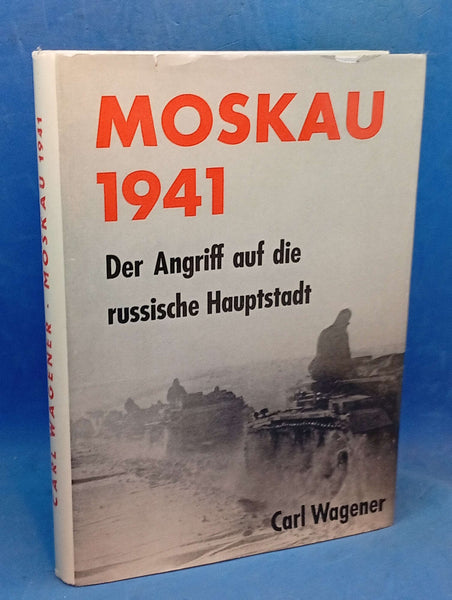 MOSKAU
1941
Der Angriff auf die
russische Hauptstadt
Carl Wagener
CARL WAGENER · MOSKAU 1941